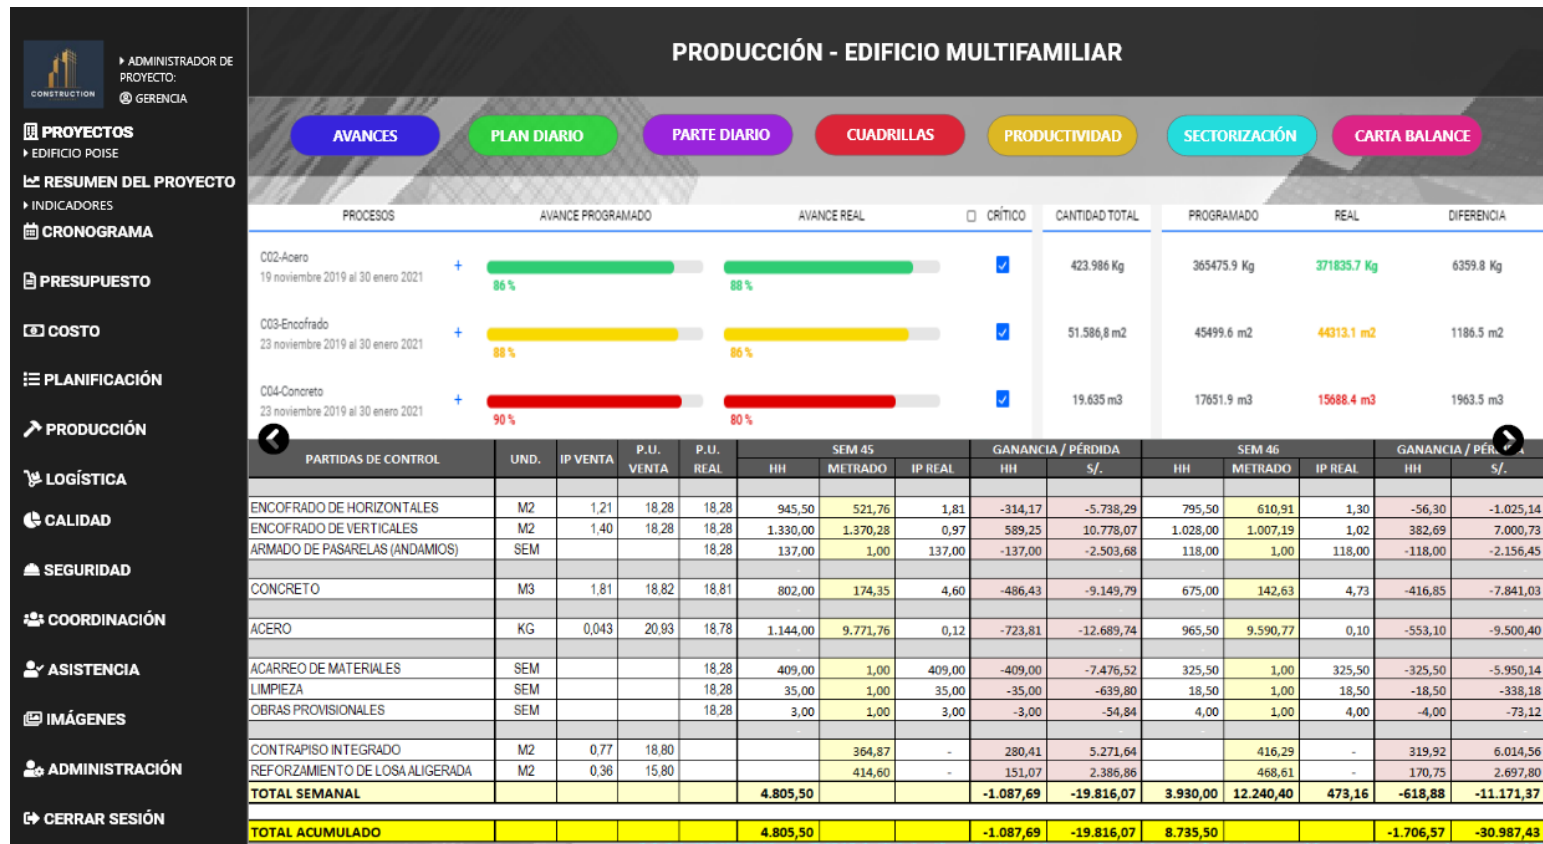 PRODUCCIÓN - EDIFICIO MULTIFAMILIAR
CONSTRUCTION
ADMINISTRADOR DE
PROYECTO:
GERENCIA
PROYECTOS
EDIFICIO POISE
RESUMEN DEL PROYECTO
INDICADORES
CRONOGRAMA
PRESUPUESTO
COSTO
PLANIFICACIÓN
PRODUCCIÓN
LOGÍSTICA
CALIDAD
SEGURIDAD
COORDINACIÓN
ASISTENCIA
IMÁGENES
ADMINISTRACIÓN
CERRAR SESIÓN
AVANCES PLAN DIARIO PARTE DIARIO CUADRILLAS PRODUCTIVIDAD SECTORIZACIÓN CARTA BALANCE
PROCESOS AVANCE PROGRAMADO AVANCE REAL CRÍTICO CANTIDAD TOTAL PROGRAMADO REAL DIFERENCIA
C02-Acero
19 noviembre 2019 al 30 enero 2021 + 423.986 Kg 365475.9 Kg 371835.7 Kg 6359.8 Kg
86 % 88 %
C03-Encofrado
23 noviembre 2019 al 30 enero 2021 + 51.586,8 m2 45499.6 m2 44313.1 m2 1186.5 m2
88 % 86 %
C04-Concreto
23 noviembre 2019 al 30 enero 2021 + 19.635 m3 17651.9 m3 15688.4 m3 1963.5 m3
90 % 80 %
PARTIDAS DE CONTROL UND. IP VENTA P.U. VENTA P.U. REAL SEM 45 GANANCIA / PÉRDIDA SEM 46 GANANCIA / PÉR
HH METRADO IP REAL HH S/. HH METRADO IP REAL HH S/.
ENCOFRADO DE HORIZONTALES M2 1,21 18,28 18,28 945,50 521,76 1,81 -314,17 -5.738,29 795,50 610,91 1,30 -56,30 -1.025,14
ENCOFRADO DE VERTICALES M2 1,40 18,28 18,28 1.330,00 1.370,28 0,97 589,25 10.778,07 1.028,00 1.007,19 1,02 382,69 7.000,73
ARMADO DE PASARELAS (ANDAMIOS) SEM 18,28 137,00 1,00 137,00 -137,00 -2.503,68 118,00 1,00 118,00 -118,00 -2.156,45
CONCRETO M3 1,81 18,82 18,81 802,00 174,35 4,60 -486,43 -9.149,79 675,00 142,63 4,73 -416,85 -7.841,03
ACERO KG 0,043 20,93 18,78 1.144,00 9.771,76 0,12 -723,81 -12.689,74 965,50 9.590,77 0,10 -553,10 -9.500,40
ACARREO DE MATERIALES SEM 18,28 409,00 1,00 409,00 -409,00 -7.476,52 325,50 1,00 325,50 -325,50 -5.950,14
LIMPIEZA SEM 18,28 35,00 1,00 35,00 -35,00 -639,80 18,50 1,00 18,50 -18,50 -338,18
OBRAS PROVISIONALES SEM 18,28 3,00 1,00 3,00 -3,00 -54,84 4,00 1,00 4,00 -4,00 -73,12
CONTRAPISO INTEGRADO M2 0,77 18,80 364,87 - 280,41 5.271,64 416,29 - 319,92 6.014,56
REFORZAMIENTO DE LOSA ALIGERADA M2 0,36 15,80 414,60 - 151,07 2.386,86 468,61 - 170,75 2.697,80
TOTAL SEMANAL 4.805,50 -1.087,69 -19.816,07 3.930,00 12.240,40 473,16 -618,88 -11.171,37
TOTAL ACUMULADO 4.805,50 -1.087,69 -19.816,07 8.735,50 -1.706,57 -30.987,43